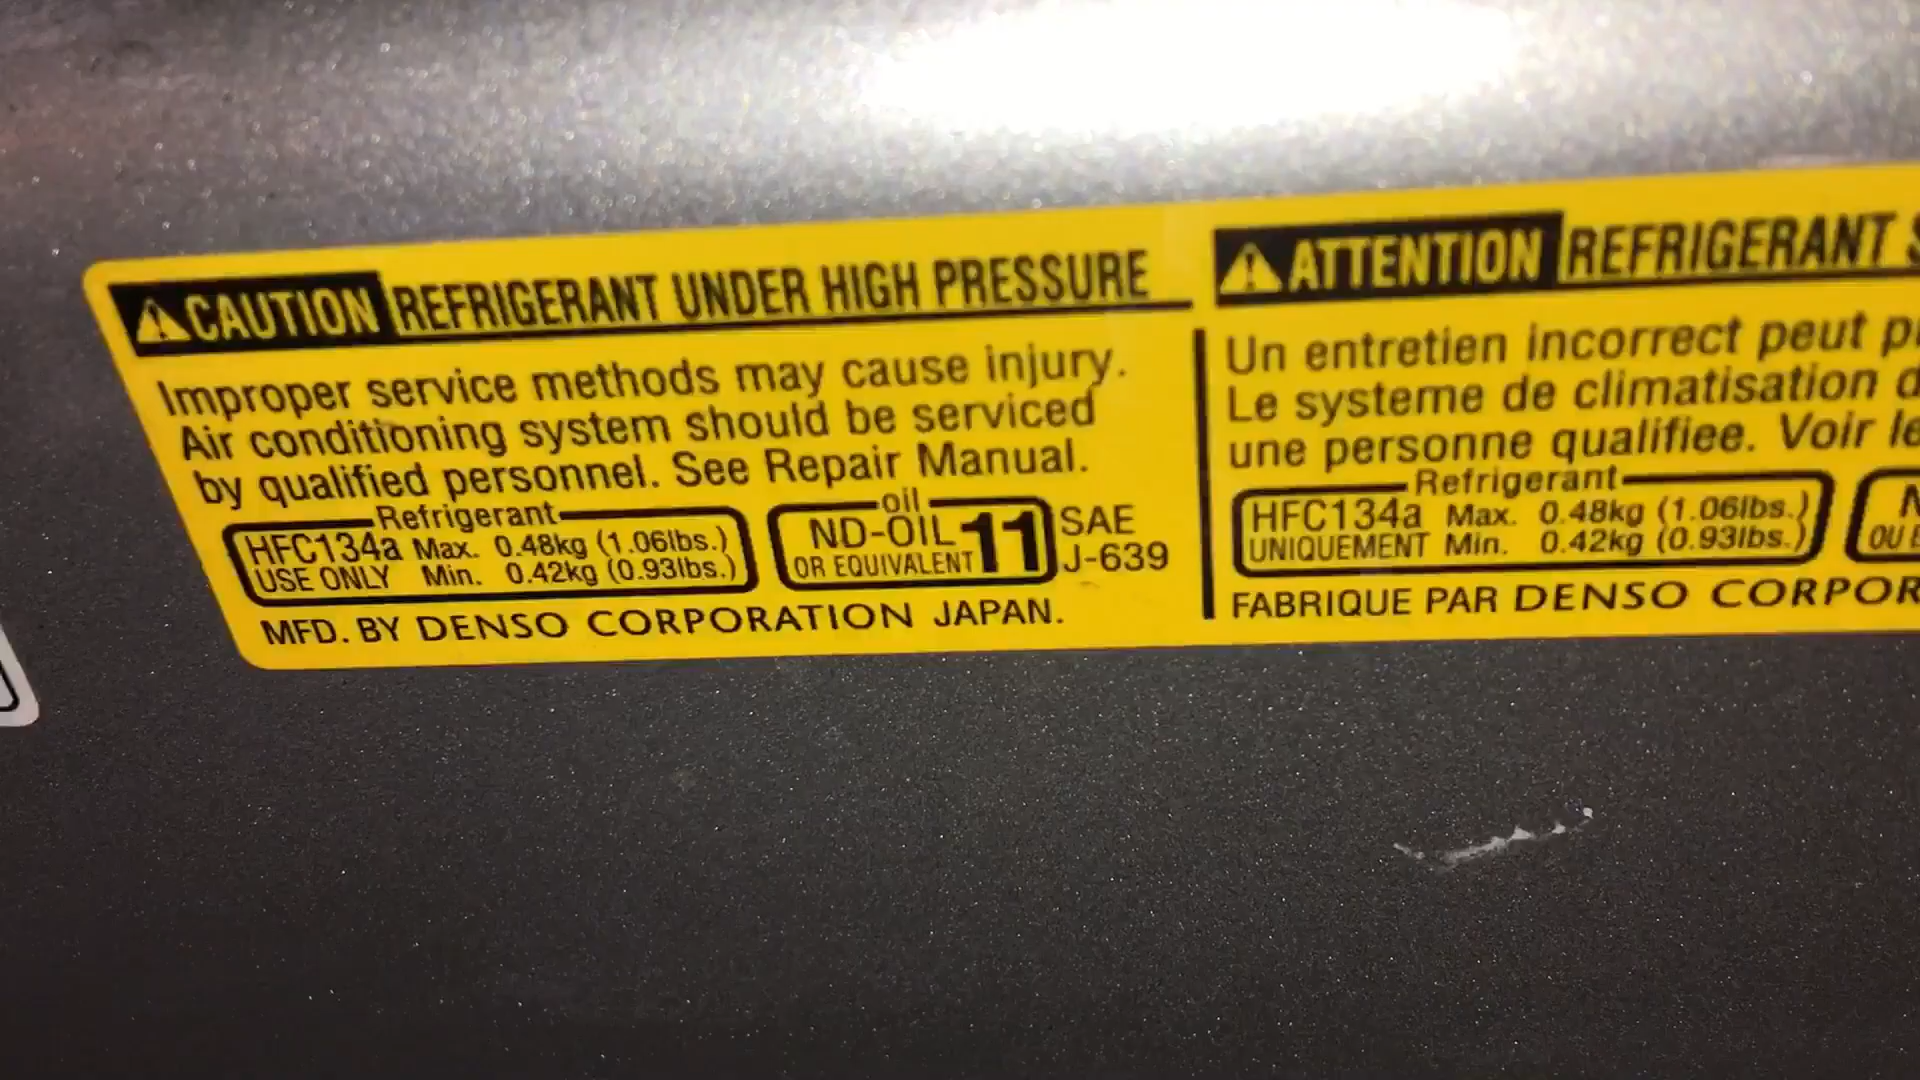 CAUTION REFRIGERANT UNDER HIGH PRESSURE
Improper service methods may cause injury.
Air conditioning system should be serviced
by qualified personnel. See Repair Manual.
Refrigerant
HFC134a Max. 0.48kg (1.06lbs.)
USE ONLY Min. 0.42kg (0.93lbs.)
oil
ND-OIL 11
OR EQUIVALENT
SAE
J-639
MFD. BY DENSO CORPORATION JAPAN.
ATTENTION REFRIGERANT
Un entretien incorrect peut
Le systeme de climatisation
une personne qualifiee. Voir
Refrigerant
HFC134a Max. 0.48kg (1.06lbs.)
UNIQUEMENT Min. 0.42kg (0.93lbs.)
OU
FABRIQUE PAR DENSO